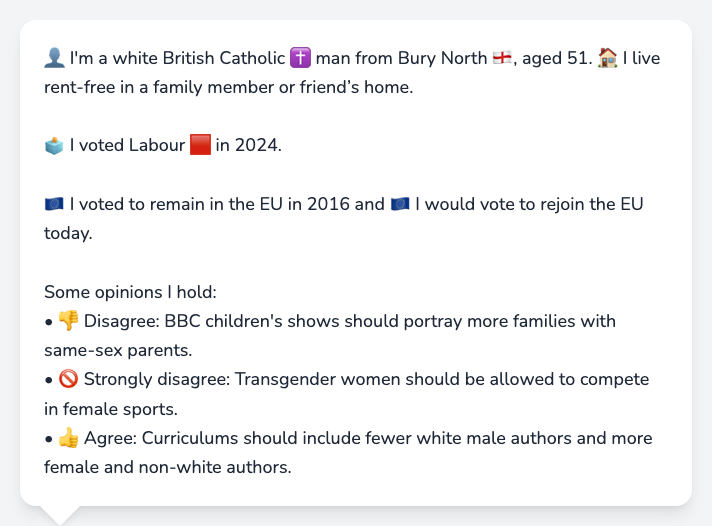 👤 I'm a white British Catholic ✝️ man from Bury North 🏴󠁧󠁢󠁥󠁮󠁧󠁿, aged 51. 🏠 I live
rent-free in a family member or friend’s home.
🗳️ I voted Labour 🟥 in 2024.
🇪🇺 I voted to remain in the EU in 2016 and 🇪🇺 I would vote to rejoin the EU
today.
Some opinions I hold:
• 👎 Disagree: BBC children's shows should portray more families with
same-sex parents.
• 🚫 Strongly disagree: Transgender women should be allowed to compete
in female sports.
• 👍 Agree: Curriculums should include fewer white male authors and more
female and non-white authors.